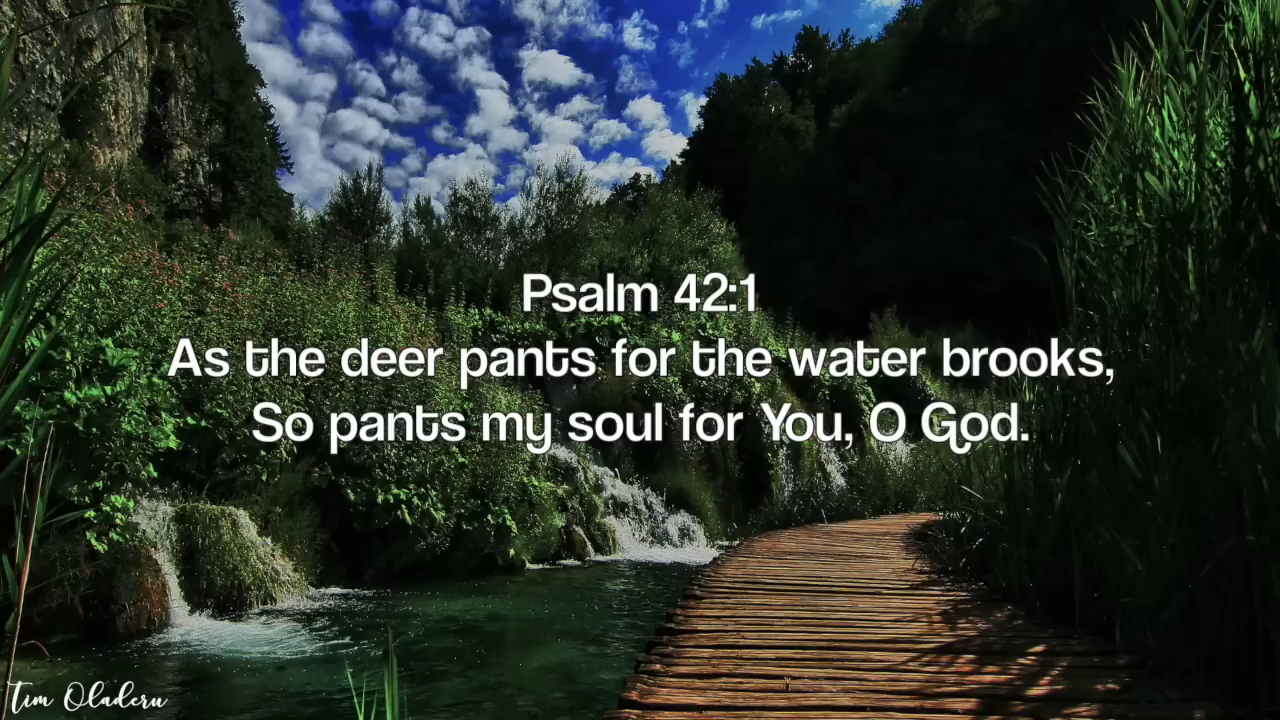 Psalm 42:1
As the deer pants for the water brooks,
So pants my soul for You, O God.
Tim Oladeru